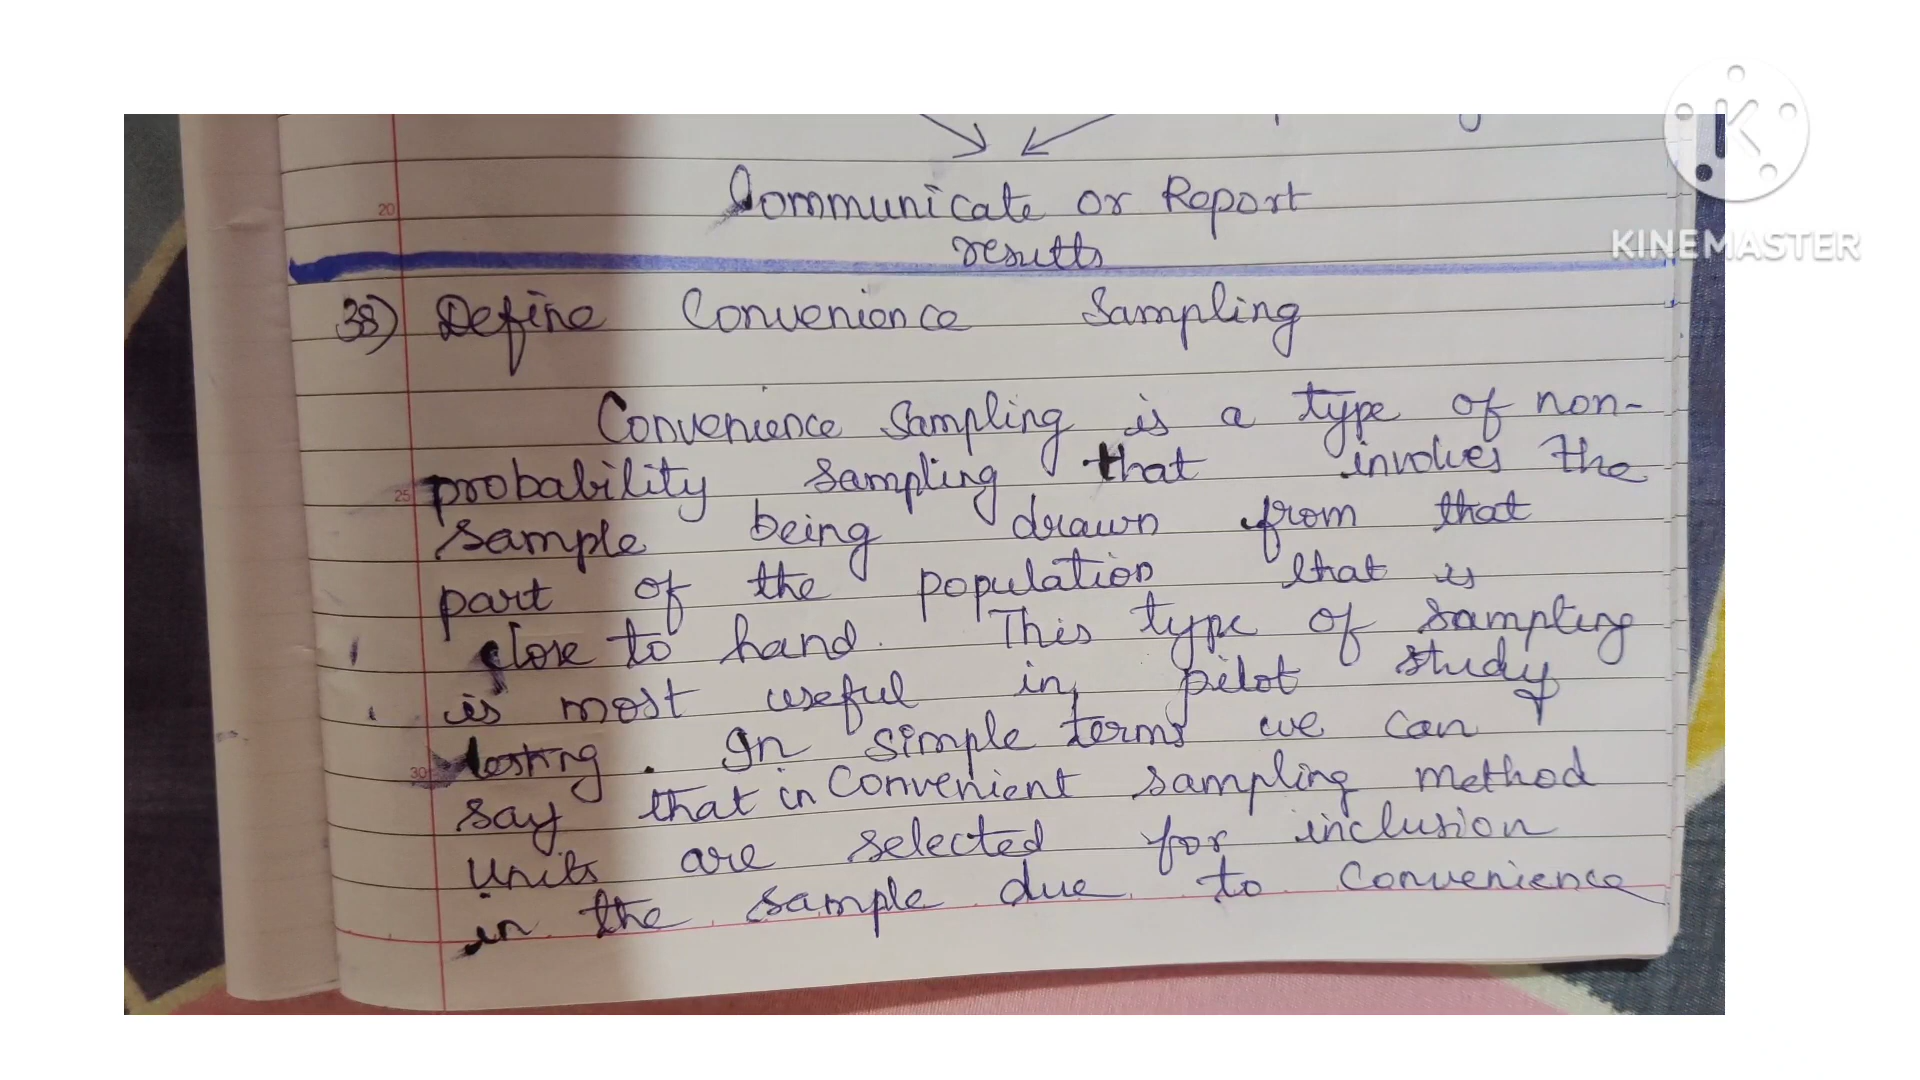 Communicate or Report
results
20
38) Define Convenience Sampling
Convenience Sampling is a type of non-
25 probability sampling that involves the
sample being drawn from that
part of the population that is
close to hand. This type of sampling
is most useful in pilot study
30 testing. In simple terms we can
say that in Convenient sampling method
units are selected for inclusion
in the sample due to convenience
KINEMASTER